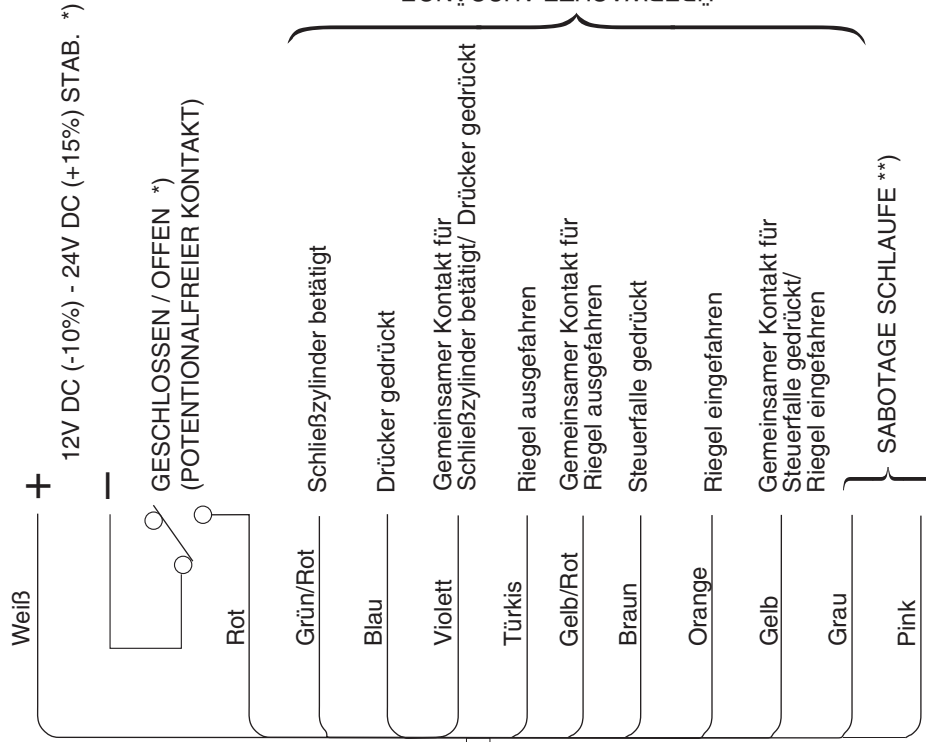 Weiß
+
12V DC (-10%) - 24V DC (+15%) STAB. *)
–
GESCHLOSSEN / OFFEN *)
(POTENTIONALFREIER KONTAKT)
Rot
Grün/Rot
Schließzylinder betätigt
Blau
Drücker gedrückt
Violett
Gemeinsamer Kontakt für
Schließzylinder betätigt/ Drücker gedrückt
Türkis
Riegel ausgefahren
Gelb/Rot
Gemeinsamer Kontakt für
Riegel ausgefahren
Braun
Steuerfalle gedrückt
Orange
Riegel eingefahren
Gelb
Gemeinsamer Kontakt für
Steuerfalle gedrückt/
Riegel eingefahren
Grau
SABOTAGE SCHLAUFE **)
Pink